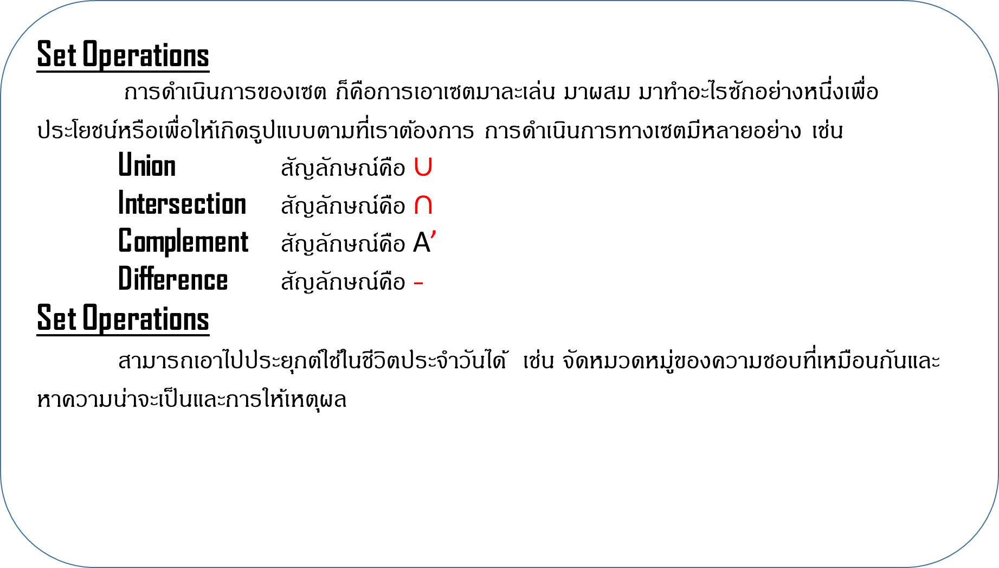 Set Operations
การดำเนินการของเซต ก็คือการเอาเซตมาละเล่น มาผสม มาทำอะไรซักอย่างหนึ่งเพื่อ
ประโยชน์หรือเพื่อให้เกิดรูปแบบตามที่เราต้องการ การดำเนินการทางเซตมีหลายอย่าง เช่น
Union สัญลักษณ์คือ ∪
Intersection สัญลักษณ์คือ ∩
Complement สัญลักษณ์คือ A’
Difference สัญลักษณ์คือ -
Set Operations
สามารถเอาไปประยุกต์ใช้ในชีวิตประจำวันได้ เช่น จัดหมวดหมู่ของความชอบที่เหมือนกันและ
หาความน่าจะเป็นและการให้เหตุผล